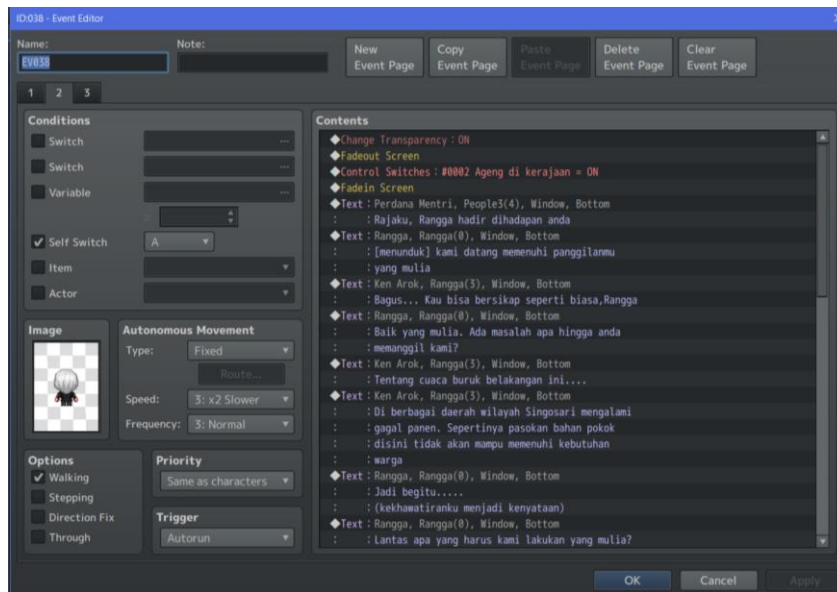 ID:038 - Event Editor
Name:
Note:
EV038
New Event Page
Copy Event Page
Paste Event Page
Delete Event Page
Clear Event Page
1 2 3
Conditions
Switch
Switch
Variable
Self Switch A
Item
Actor
Image
Autonomous Movement
Type: Fixed
Route...
Speed: 3: x2 Slower
Frequency: 3: Normal
Options
Walking
Stepping
Direction Fix
Through
Priority
Same as characters
Trigger
Autorun
Contents
◆Change Transparency : ON
◆Fadeout Screen
◆Control Switches : #0002 Ageng di kerajaan = ON
◆Fadein Screen
◆Text : Perdana Mentri, People3(4), Window, Bottom
: : Rajaku, Rangga hadir dihadapan anda
◆Text : Rangga, Rangga(0), Window, Bottom
: : [menunduk] kami datang memenuhi panggilanmu
: : yang mulia
◆Text : Ken Arok, Rangga(3), Window, Bottom
: : Bagus... Kau bisa bersikap seperti biasa,Rangga
◆Text : Rangga, Rangga(0), Window, Bottom
: : Baik yang mulia. Ada masalah apa hingga anda
: : memanggil kami?
◆Text : Ken Arok, Rangga(3), Window, Bottom
: : Tentang cuaca buruk belakangan ini....
◆Text : Ken Arok, Rangga(3), Window, Bottom
: : Di berbagai daerah wilayah Singosari mengalami
: : gagal panen. Sepertinya pasokan bahan pokok
: : disini tidak akan mampu memenuhi kebutuhan
: : warga
◆Text : Rangga, Rangga(0), Window, Bottom
: : Jadi begitu.....
: : (kekhawatiranku menjadi kenyataan)
◆Text : Rangga, Rangga(0), Window, Bottom
: : Lantas apa yang harus kami lakukan yang mulia?
OK
Cancel
Apply